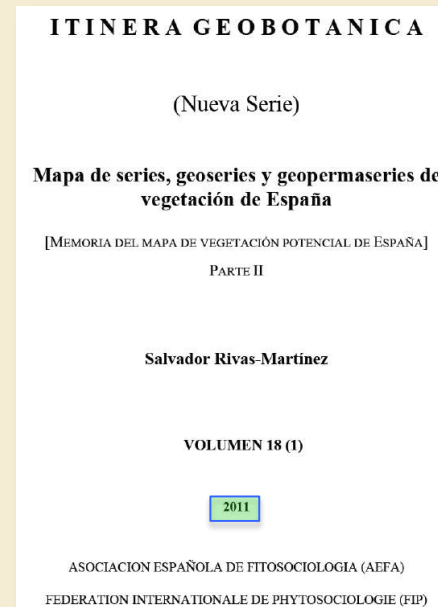 ITINERA GEOBOTANICA
(Nueva Serie)
Mapa de series, geoseries y geopermaseries de
vegetación de España
[MEMORIA DEL MAPA DE VEGETACIÓN POTENCIAL DE ESPAÑA]
PARTE II
Salvador Rivas-Martínez
VOLUMEN 18 (1)
2011
ASOCIACION ESPAÑOLA DE FITOSOCIOLOGIA (AEFA)
FEDERATION INTERNATIONALE DE PHYTOSOCIOLOGIE (FIP)